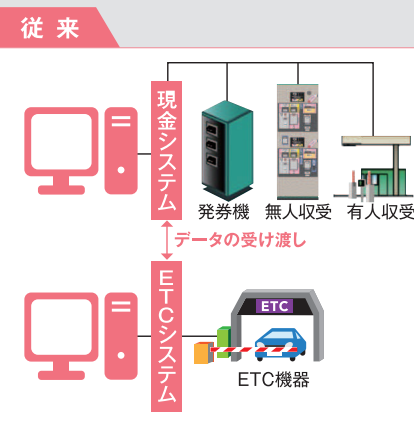 従来
現金システム
発券機
無人収受
有人収受
データの受け渡し
ETCシステム
ETC
ETC機器